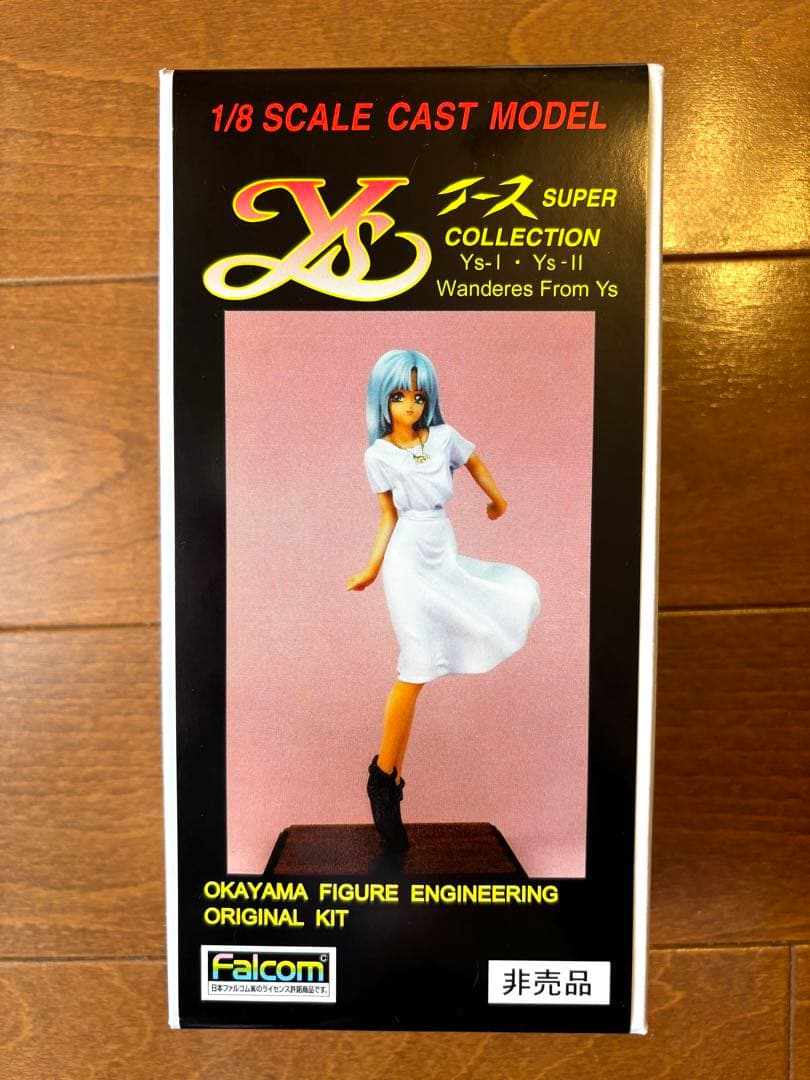 1/8 SCALE CAST MODEL
Ys イース SUPER
COLLECTION
Ys-I・Ys-II
Wanderes From Ys
OKAYAMA FIGURE ENGINEERING
ORIGINAL KIT
Falcom©
日本ファルコム㈱のライセンス許諾商品です。
非売品